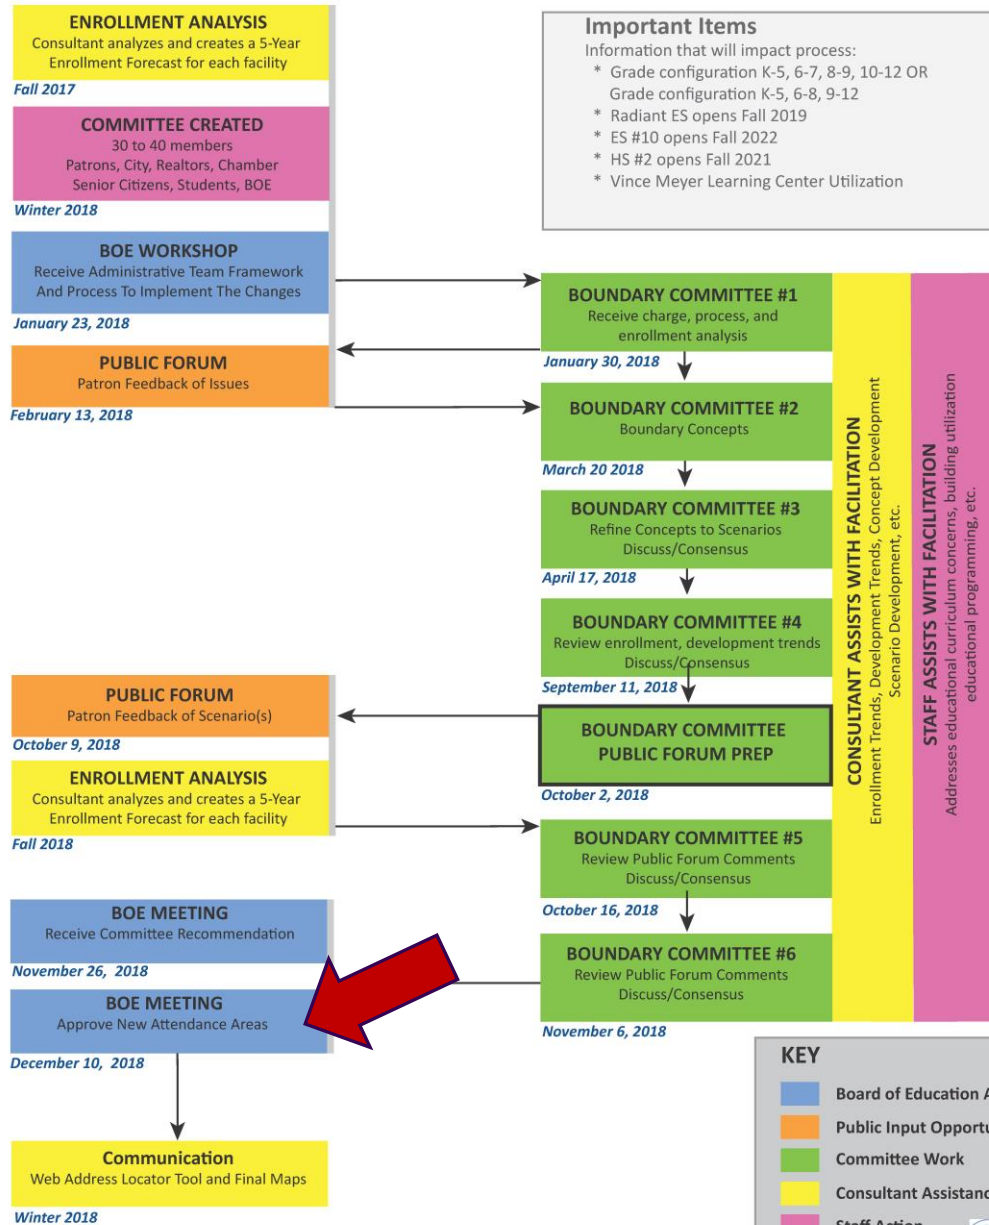 ENROLLMENT ANALYSIS
Consultant analyzes and creates a 5-Year
Enrollment Forecast for each facility
Fall 2017
COMMITTEE CREATED
30 to 40 members
Patrons, City, Realtors, Chamber
Senior Citizens, Students, BOE
Winter 2018
BOE WORKSHOP
Receive Administrative Team Framework
And Process To Implement The Changes
January 23, 2018
PUBLIC FORUM
Patron Feedback of Issues
February 13, 2018
PUBLIC FORUM
Patron Feedback of Scenario(s)
October 9, 2018
ENROLLMENT ANALYSIS
Consultant analyzes and creates a 5-Year
Enrollment Forecast for each facility
Fall 2018
BOE MEETING
Receive Committee Recommendation
November 26, 2018
BOE MEETING
Approve New Attendance Areas
December 10, 2018
Communication
Web Address Locator Tool and Final Maps
Winter 2018
Important Items
Information that will impact process:
* Grade configuration K-5, 6-7, 8-9, 10-12 OR
Grade configuration K-5, 6-8, 9-12
* Radiant ES opens Fall 2019
* ES #10 opens Fall 2022
* HS #2 opens Fall 2021
* Vince Meyer Learning Center Utilization
BOUNDARY COMMITTEE #1
Receive charge, process, and
enrollment analysis
January 30, 2018
BOUNDARY COMMITTEE #2
Boundary Concepts
March 20 2018
BOUNDARY COMMITTEE #3
Refine Concepts to Scenarios
Discuss/Consensus
April 17, 2018
BOUNDARY COMMITTEE #4
Review enrollment, development trends
Discuss/Consensus
September 11, 2018
BOUNDARY COMMITTEE
PUBLIC FORUM PREP
October 2, 2018
BOUNDARY COMMITTEE #5
Review Public Forum Comments
Discuss/Consensus
October 16, 2018
BOUNDARY COMMITTEE #6
Review Public Forum Comments
Discuss/Consensus
November 6, 2018
CONSULTANT ASSISTS WITH FACILITATION
Enrollment Trends, Development Trends, Concept Development
Scenario Development, etc.
STAFF ASSISTS WITH FACILITATION
Addresses educational curriculum concerns, building utilization
educational programming, etc.
KEY
Board of Education
Public Input
Committee Work
Consultant
Staff Action